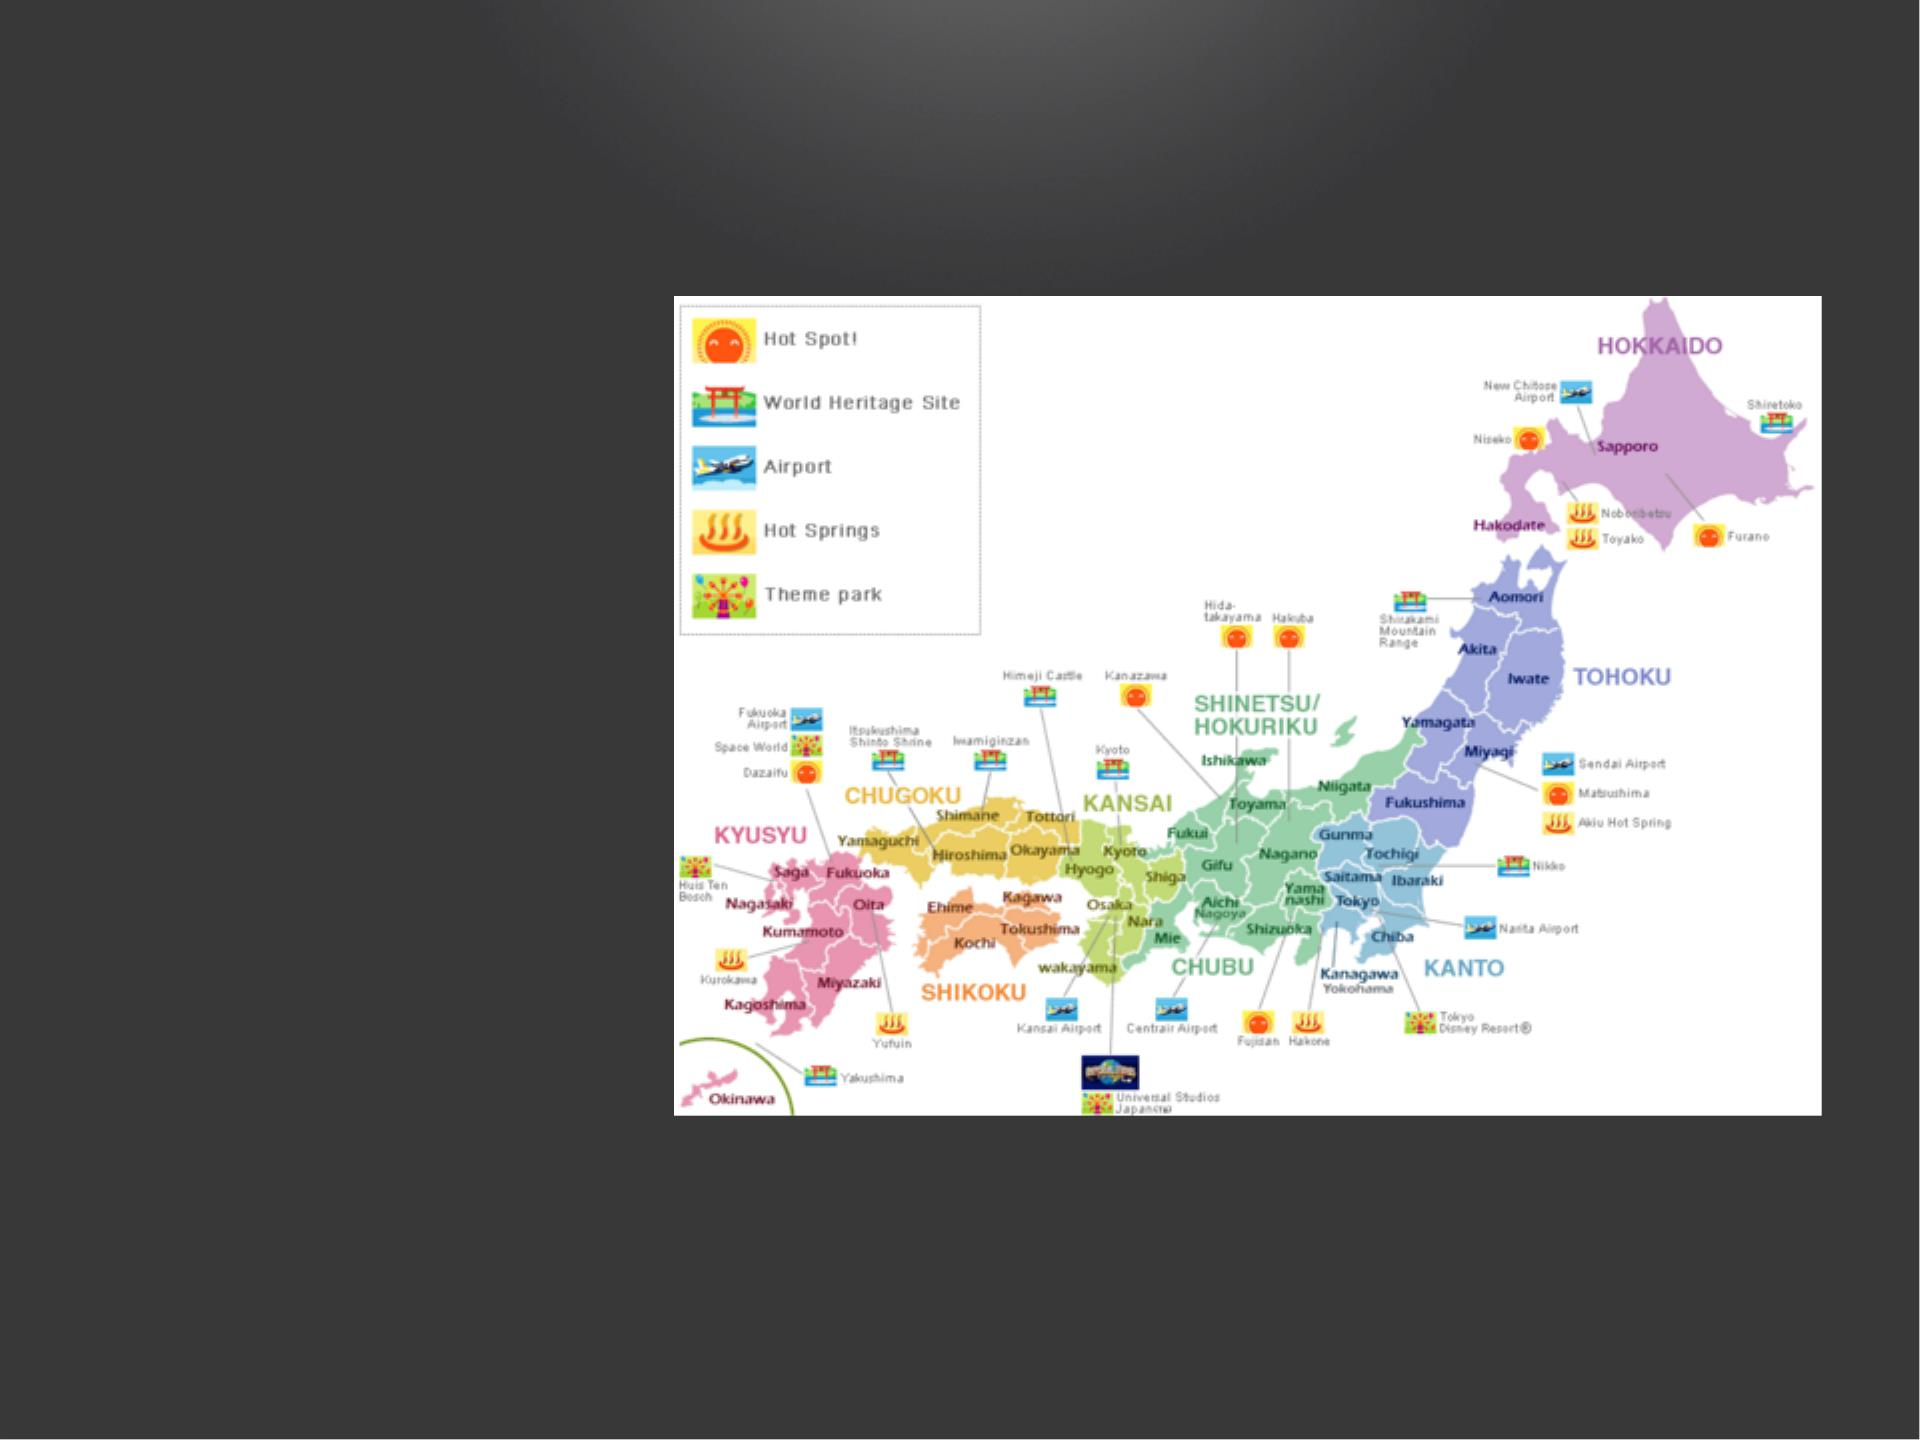 Hot Spot!
World Heritage Site
Airport
Hot Springs
Theme park
HOKKAIDO
New Chitose
Airport
Shiretoko
Niseko
Sapporo
Hakodate
Noboribetsu
Toyako
Furano
Aomori
Shirakami
Mountain
Range
Akita
Iwate
TOHOKU
Yamagata
Miyagi
Sendai Airport
Matsushima
Akiu Hot Spring
Fukushima
Hida-
takayama
Hakuba
SHINETSU/
HOKURIKU
Ishikawa
Niigata
Toyama
Fukui
Gifu
Nagano
Yama
nashi
Aichi
Nagoya
Shizuoka
Mie
CHUBU
Centrair Airport
Fujisan
Hakone
Gunma
Tochigi
Saitama
Ibaraki
Tokyo
Chiba
Kanagawa
Yokohama
KANTO
Nikko
Narita Airport
Tokyo
Disney Resort®
Himeji Castle
Kanazawa
Kyoto
KANSAI
Kyoto
Hyogo
Shiga
Osaka
Nara
wakayama
Kansai Airport
Universal Studios
Itsukushima
Shinto Shrine
Iwamiginzan
CHUGOKU
Shimane
Tottori
Yamaguchi
Hiroshima
Okayama
Ehime
Kagawa
Kochi
Tokushima
SHIKOKU
Fukuoka
Airport
Space World
Dazaifu
KYUSYU
Huis Ten
Bosch
Saga
Fukuoka
Nagasaki
Oita
Kumamoto
Kurokawa
Miyazaki
Kagoshima
Yufuin
Yakushima
Okinawa